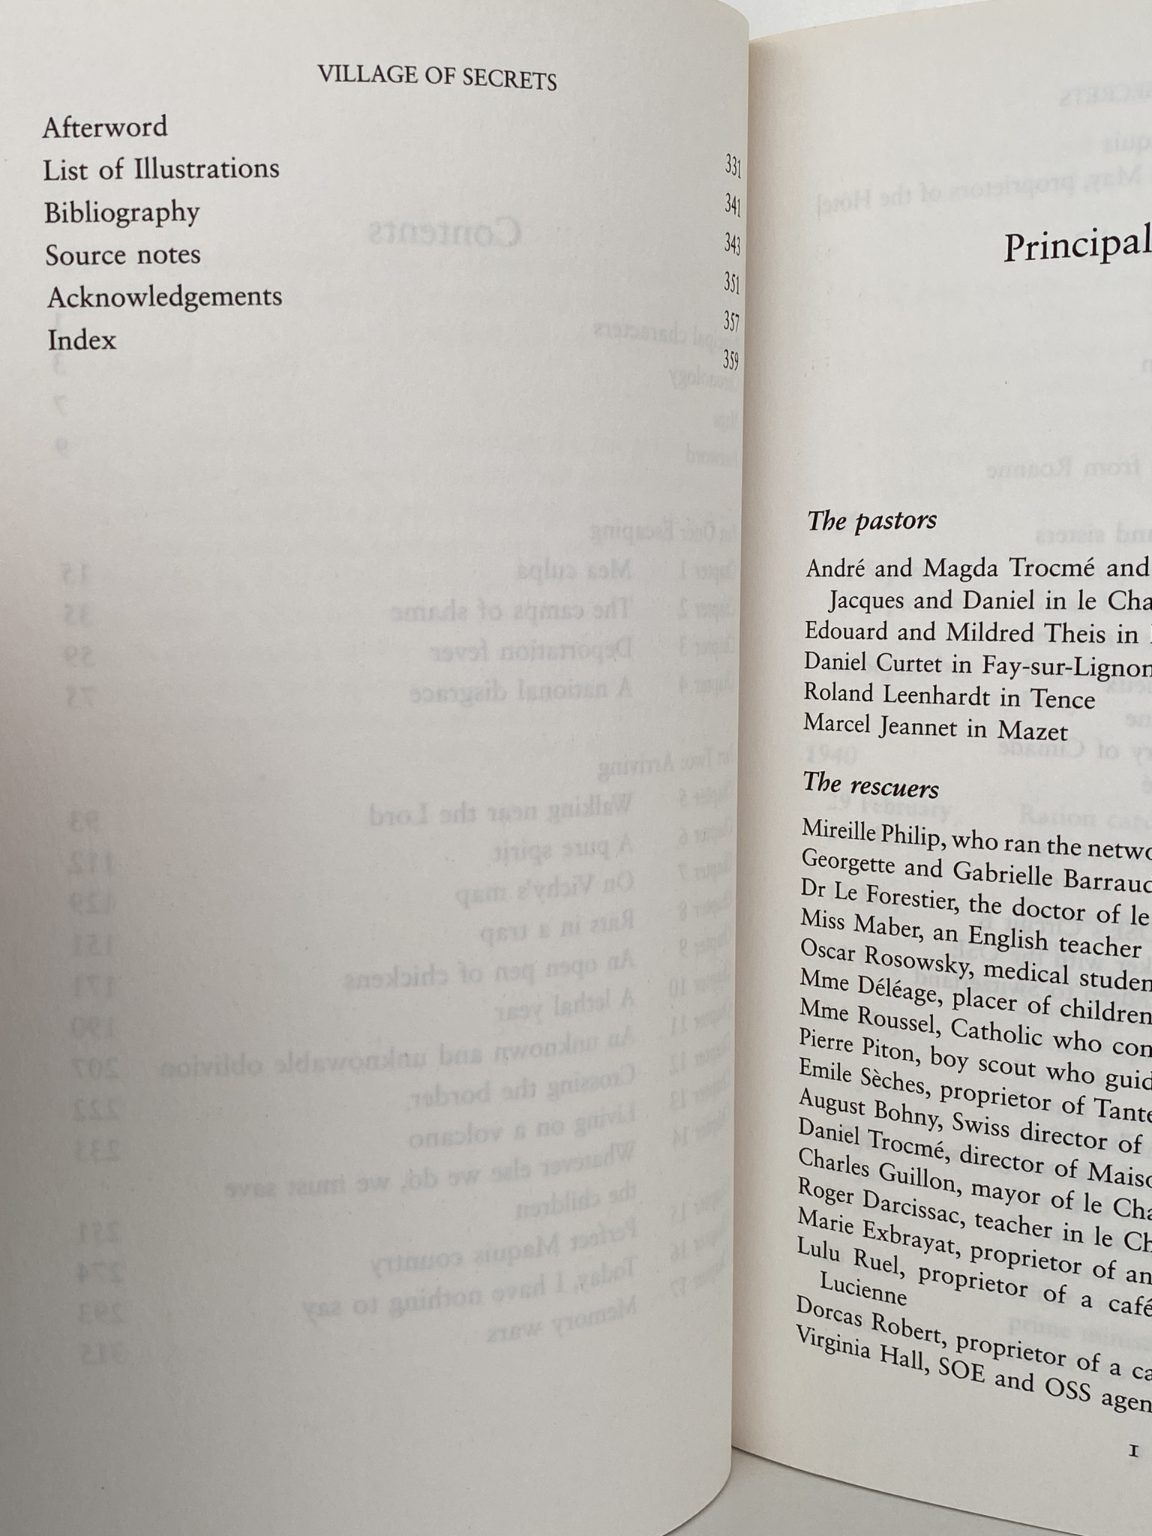 VILLAGE OF SECRETS
Afterword 331
List of Illustrations 341
Bibliography 343
Source notes 351
Acknowledgements 357
Index 359
Principal
The pastors
André and Magda Trocmé and
Jacques and Daniel in le Cha
Edouard and Mildred Theis in
Daniel Curtet in Fay-sur-Lignon
Roland Leenhardt in Tence
Marcel Jeannet in Mazet
The rescuers
Mireille Philip, who ran the netwo
Georgette and Gabrielle Barraud
Dr Le Forestier, the doctor of le
Miss Maber, an English teacher
Oscar Rosowsky, medical studen
Mme Déléage, placer of children
Mme Roussel, Catholic who con
Pierre Piton, boy scout who guid
Emile Sèches, proprietor of Tante
August Bohny, Swiss director of
Daniel Trocmé, director of Maiso
Charles Guillon, mayor of le Cha
Roger Darcissac, teacher in le Ch
Marie Exbrayat, proprietor of an
Lulu Ruel, proprietor of a café
Lucienne
Dorcas Robert, proprietor of a ca
Virginia Hall, SOE and OSS agen
1